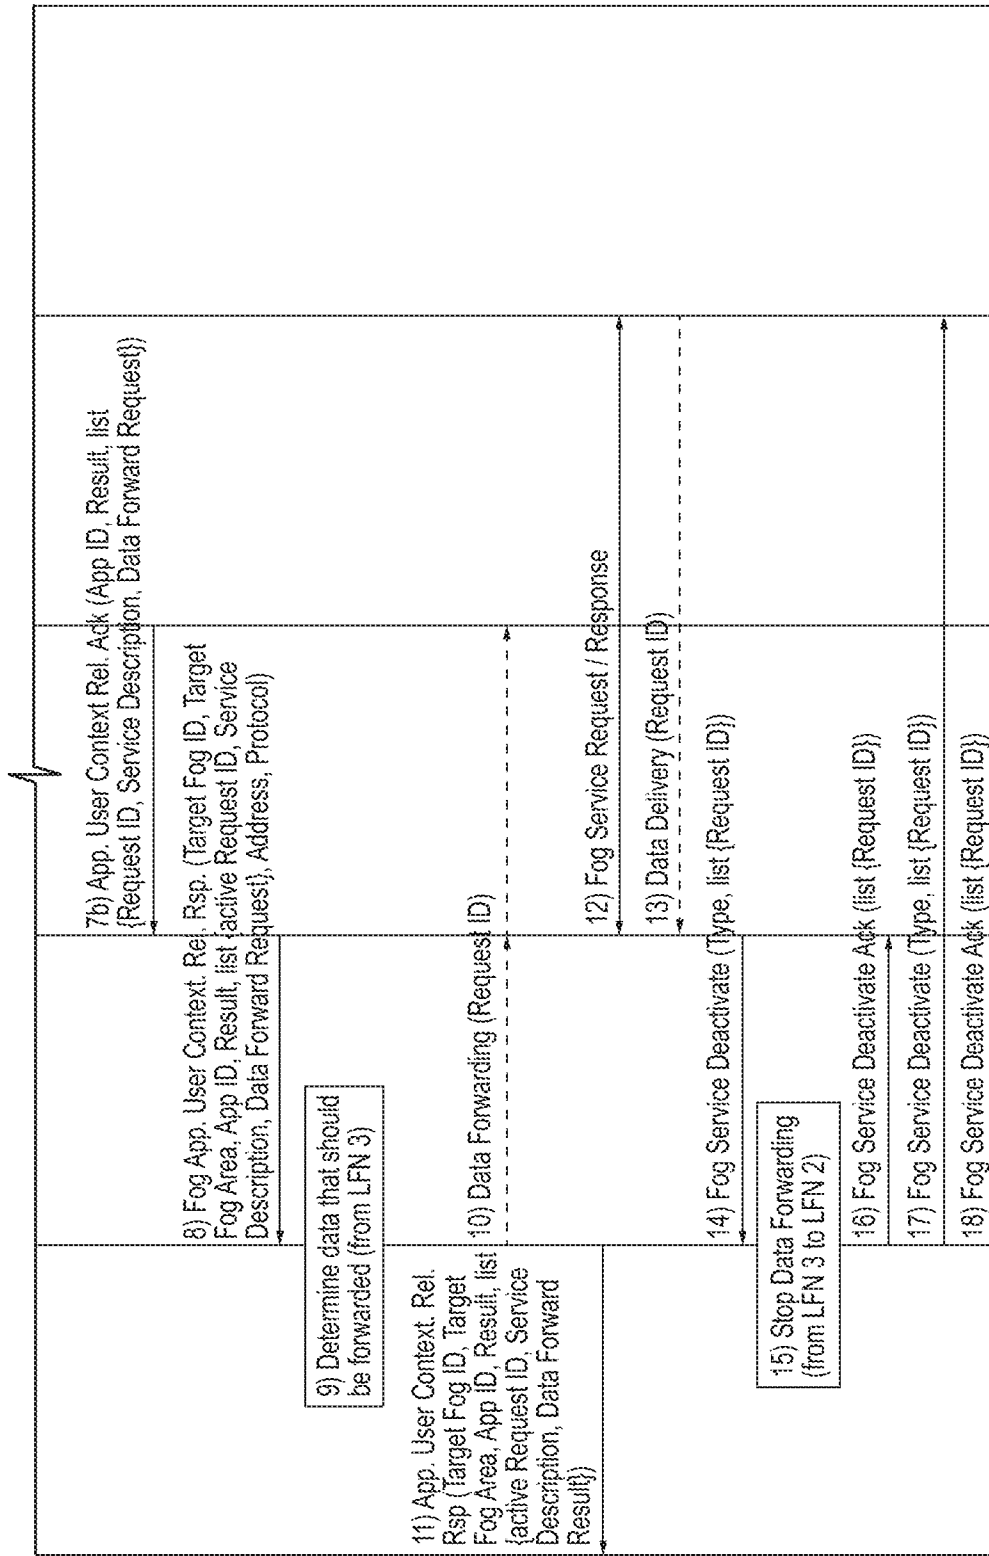 7b) App. User Context Rel. Ack (App ID, Result, list
{Request ID, Service Description, Data Forward Request})
8) Fog App. User Context. Rel. Rsp. (Target Fog ID, Target
Fog Area, App ID, Result, list {active Request ID, Service
Description, Data Forward Request}, Address, Protocol)
9) Determine data that should
be forwarded (from LFN 3)
10) Data Forwarding (Request ID)
11) App. User Context. Rel.
Rsp (Target Fog ID, Target
Fog Area, App ID, Result, list
{active Request ID, Service
Description, Data Forward
Result})
12) Fog Service Request / Response
13) Data Delivery (Request ID)
14) Fog Service Deactivate (Type, list {Request ID})
15) Stop Data Forwarding
(from LFN 3 to LFN 2)
16) Fog Service Deactivate Ack (list {Request ID})
17) Fog Service Deactivate (Type, list {Request ID})
18) Fog Service Deactivate Ack (list {Request ID})